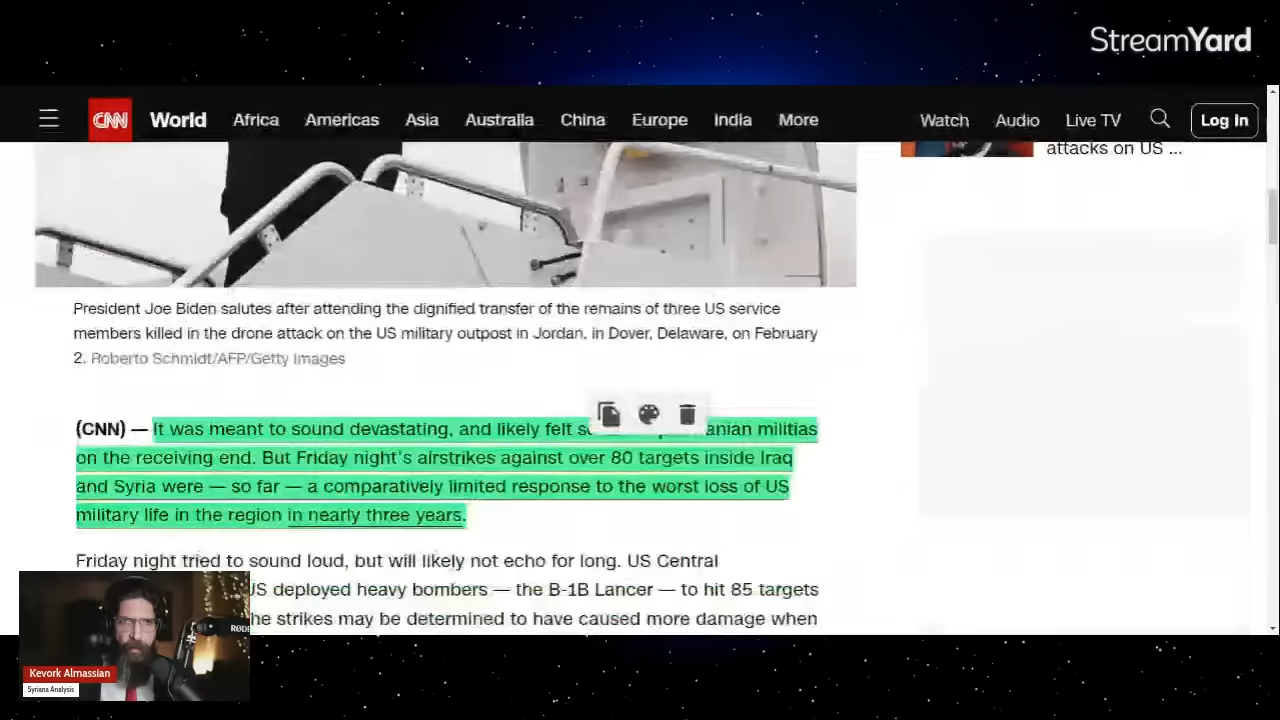 StreamYard
CNN World Africa Americas Asia Australia China Europe India More Watch Audio Live TV Log In
attacks on US ...
President Joe Biden salutes after attending the dignified transfer of the remains of three US service
members killed in the drone attack on the US military outpost in Jordan, in Dover, Delaware, on February
2. Roberto Schmidt/AFP/Getty Images
(CNN) — It was meant to sound devastating, and likely felt militias
on the receiving end. But Friday night's airstrikes against over 80 targets inside Iraq
and Syria were — so far — a comparatively limited response to the worst loss of US
military life in the region in nearly three years.
Friday night tried to sound loud, but will likely not echo for long. US Central
US deployed heavy bombers — the B-1B Lancer — to hit 85 targets
he strikes may be determined to have caused more damage when
RØDE
Kevork Almassian
Syriana Analysis